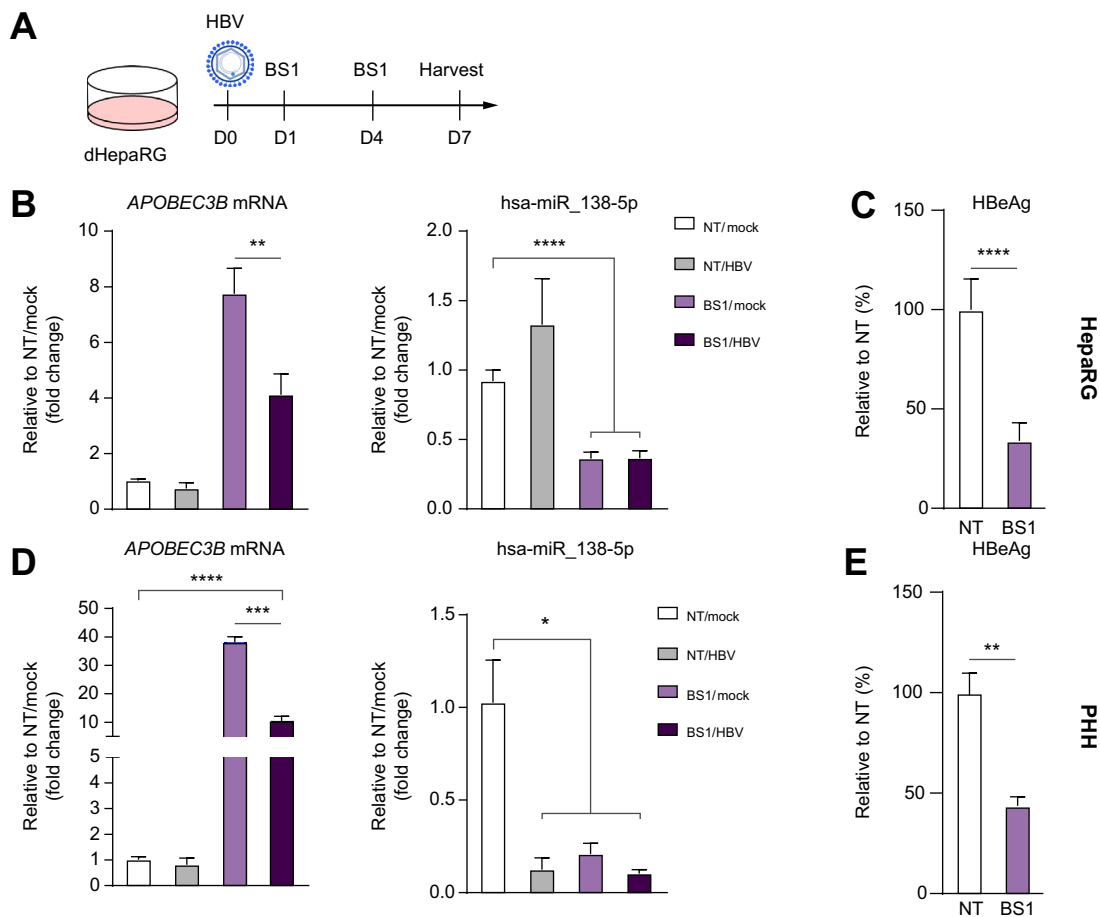 A
HBV
BS1 BS1 Harvest
D0 D1 D4 D7
dHepaRG
B
APOBEC3B mRNA
Relative to NT/mock
(fold change)
10
8
6
4
2
0
**
hsa-miR_138-5p
Relative to NT/mock
(fold change)
2.0
1.5
1.0
0.5
0.0
****
NT/mock
NT/HBV
BS1/mock
BS1/HBV
C
HBeAg
Relative to NT (%)
150
100
50
0
****
NT BS1
HepaRG
D
APOBEC3B mRNA
Relative to NT/mock
(fold change)
50
40
30
20
10
5
4
3
2
1
0
****
***
hsa-miR_138-5p
Relative to NT/mock
(fold change)
1.5
1.0
0.5
0.0
*
NT/mock
NT/HBV
BS1/mock
BS1/HBV
E
HBeAg
Relative to NT (%)
150
100
50
0
**
NT BS1
PHH